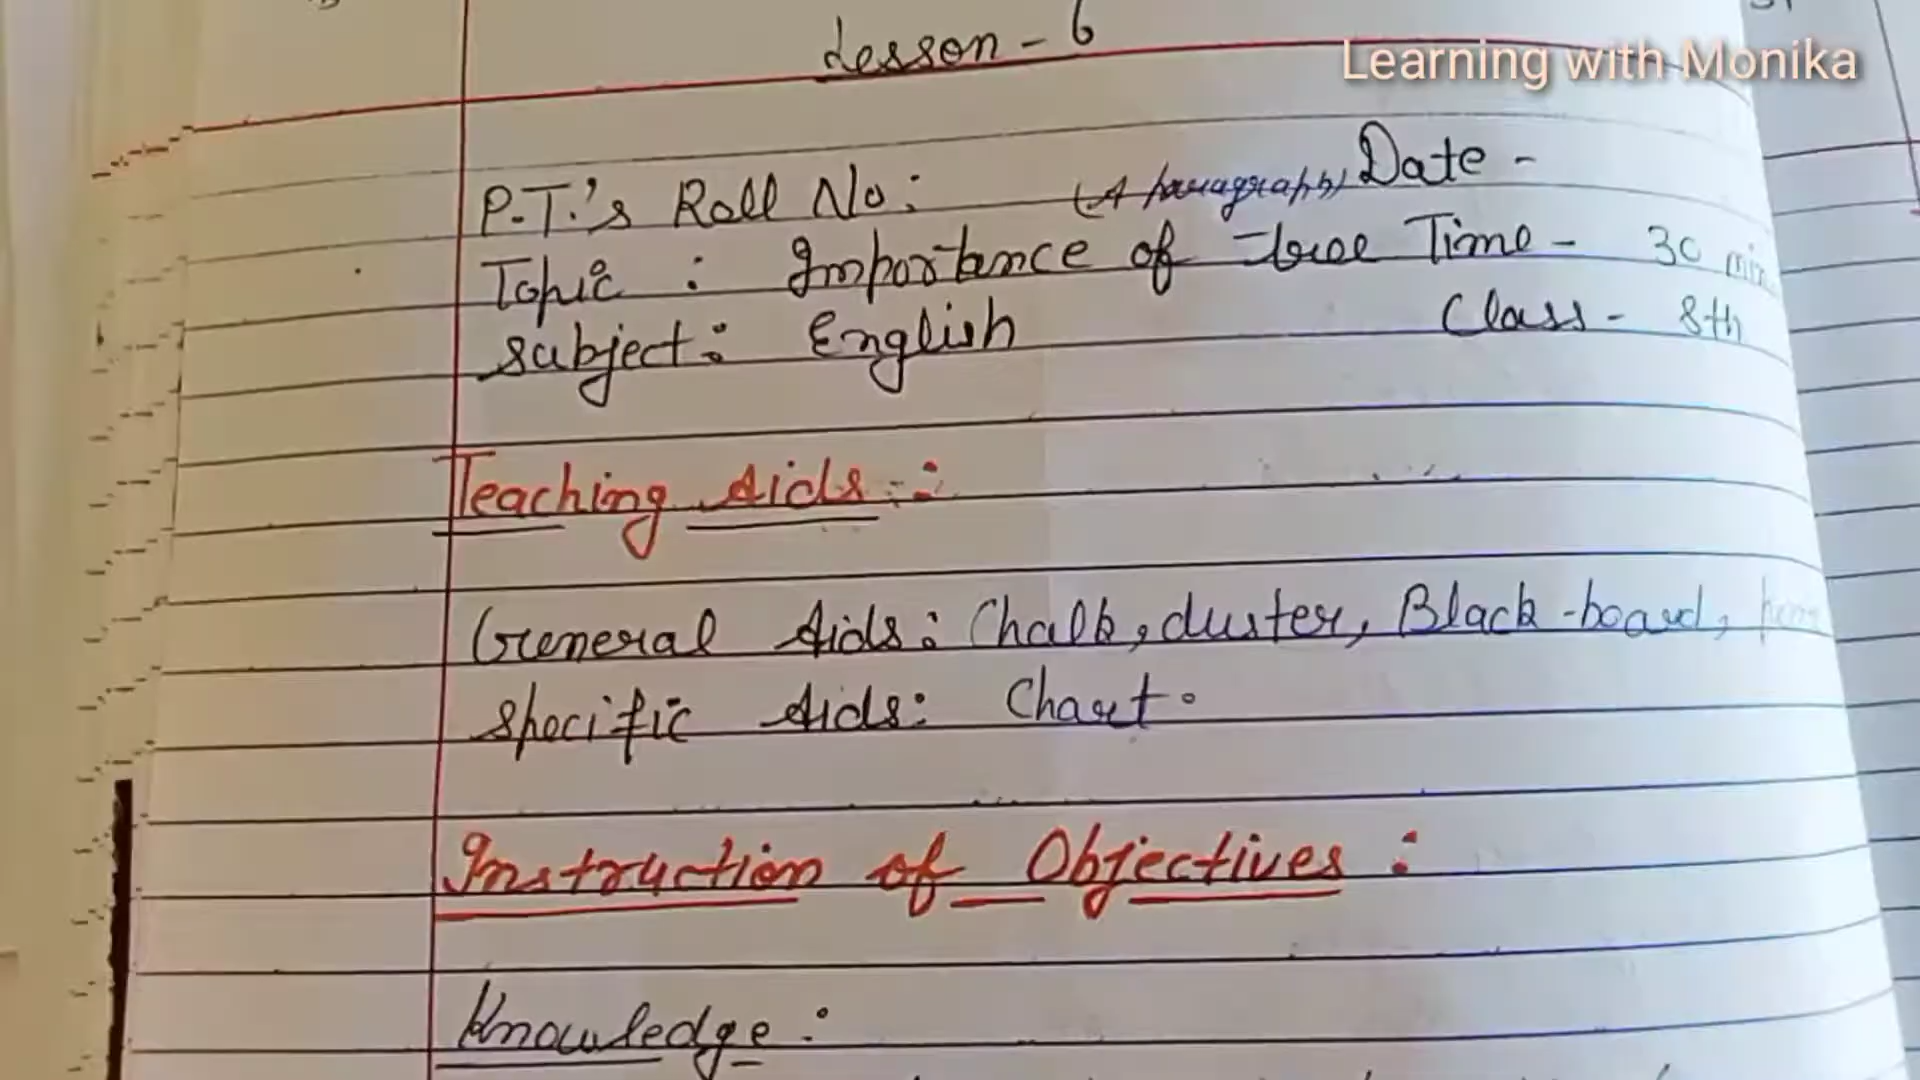 Lesson - 6
Learning with Monika
P.T.'s Roll No: (A paragraph) Date -
Topic : Importance of tree Time - 30 min
Subject: English Class - 8th
Teaching Aids :-
General Aids: Chalk, duster, Black-board,
Specific Aids: Chart.
Instruction of Objectives :
Knowledge :